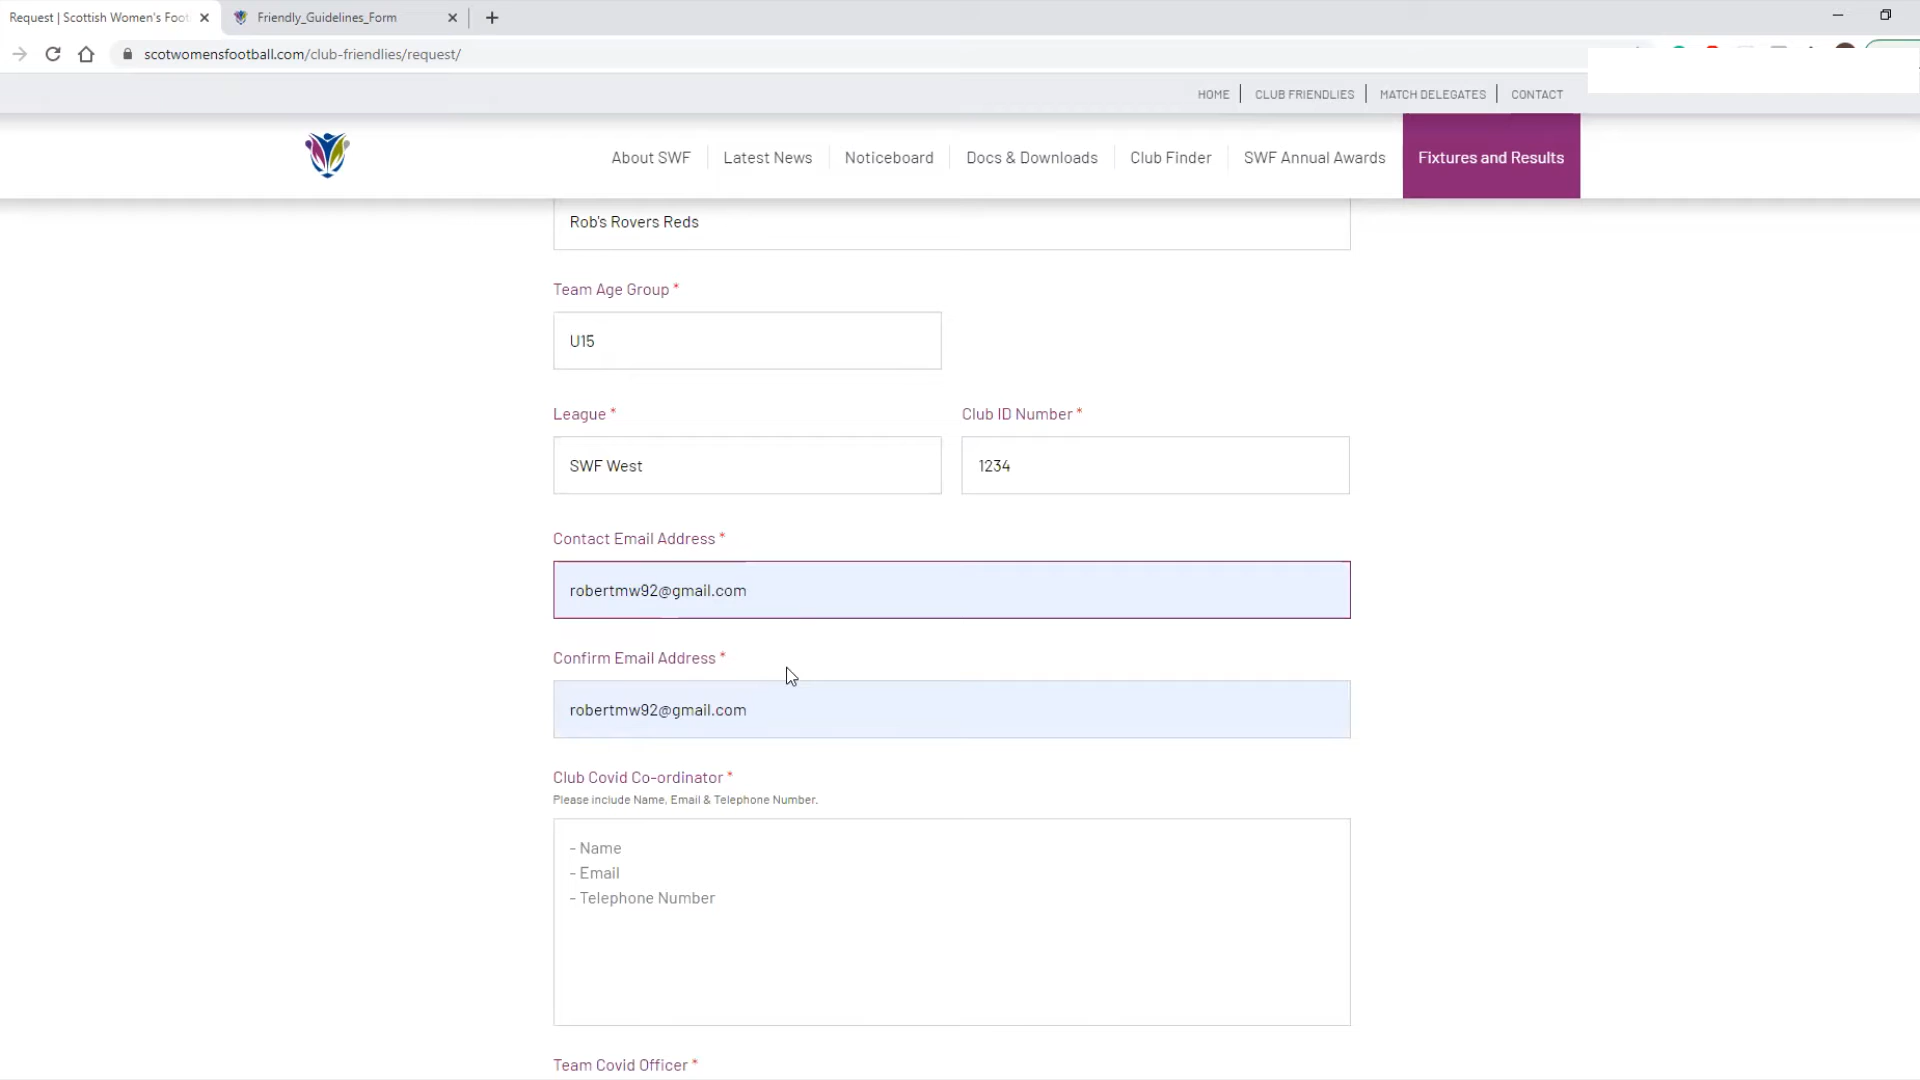 Request | Scottish Women's Foot
Friendly_Guidelines_Form
scotwomensfootball.com/club-friendlies/request/
HOME
CLUB FRIENDLIES
MATCH DELEGATES
CONTACT
About SWF
Latest News
Noticeboard
Docs & Downloads
Club Finder
SWF Annual Awards
Fixtures and Results
Rob's Rovers Reds
Team Age Group *
U15
League *
Club ID Number *
SWF West
1234
Contact Email Address *
robertmw92@gmail.com
Confirm Email Address *
robertmw92@gmail.com
Club Covid Co-ordinator *
Please include Name, Email & Telephone Number.
- Name
- Email
- Telephone Number
Team Covid Officer *